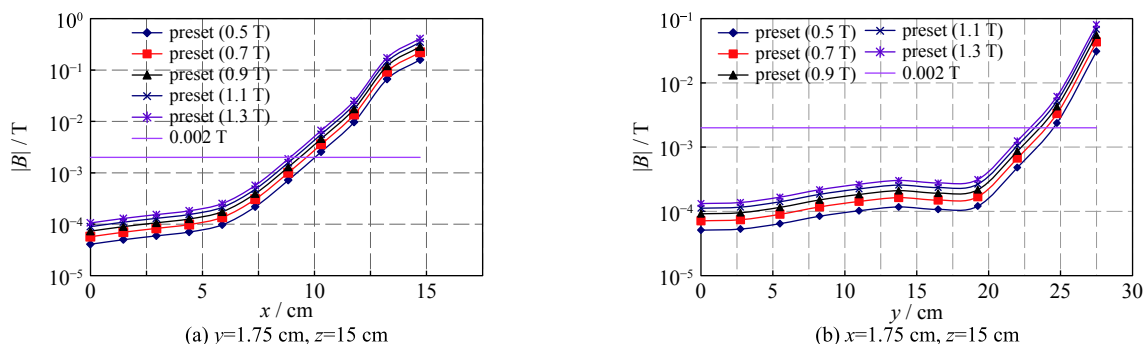 10⁰
10⁻¹
10⁻²
10⁻³
10⁻⁴
10⁻⁵
|B| / T
preset (0.5 T)
preset (0.7 T)
preset (0.9 T)
preset (1.1 T)
preset (1.3 T)
0.002 T
0 5 10 15
x / cm
(a) y=1.75 cm, z=15 cm
10⁻¹
10⁻²
10⁻³
10⁻⁴
10⁻⁵
|B| / T
preset (0.5 T) preset (1.1 T)
preset (0.7 T) preset (1.3 T)
preset (0.9 T) 0.002 T
0 5 10 15 20 25 30
y / cm
(b) x=1.75 cm, z=15 cm